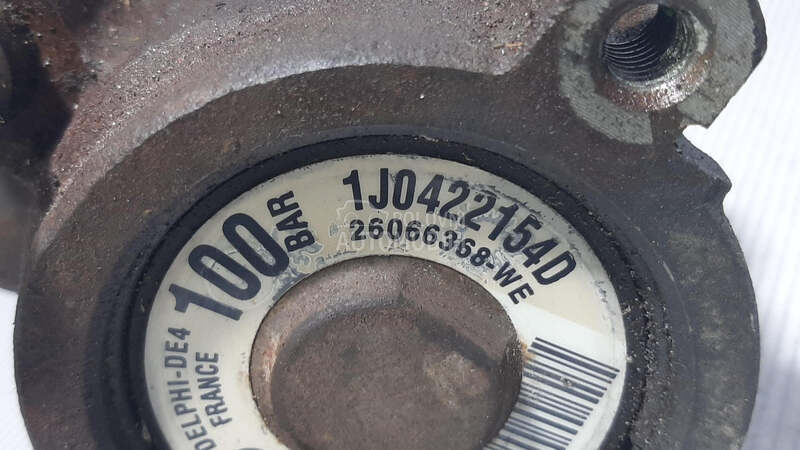 1J0422154D
26066368-WE
100 BAR
DELPHI-DE4
FRANCE